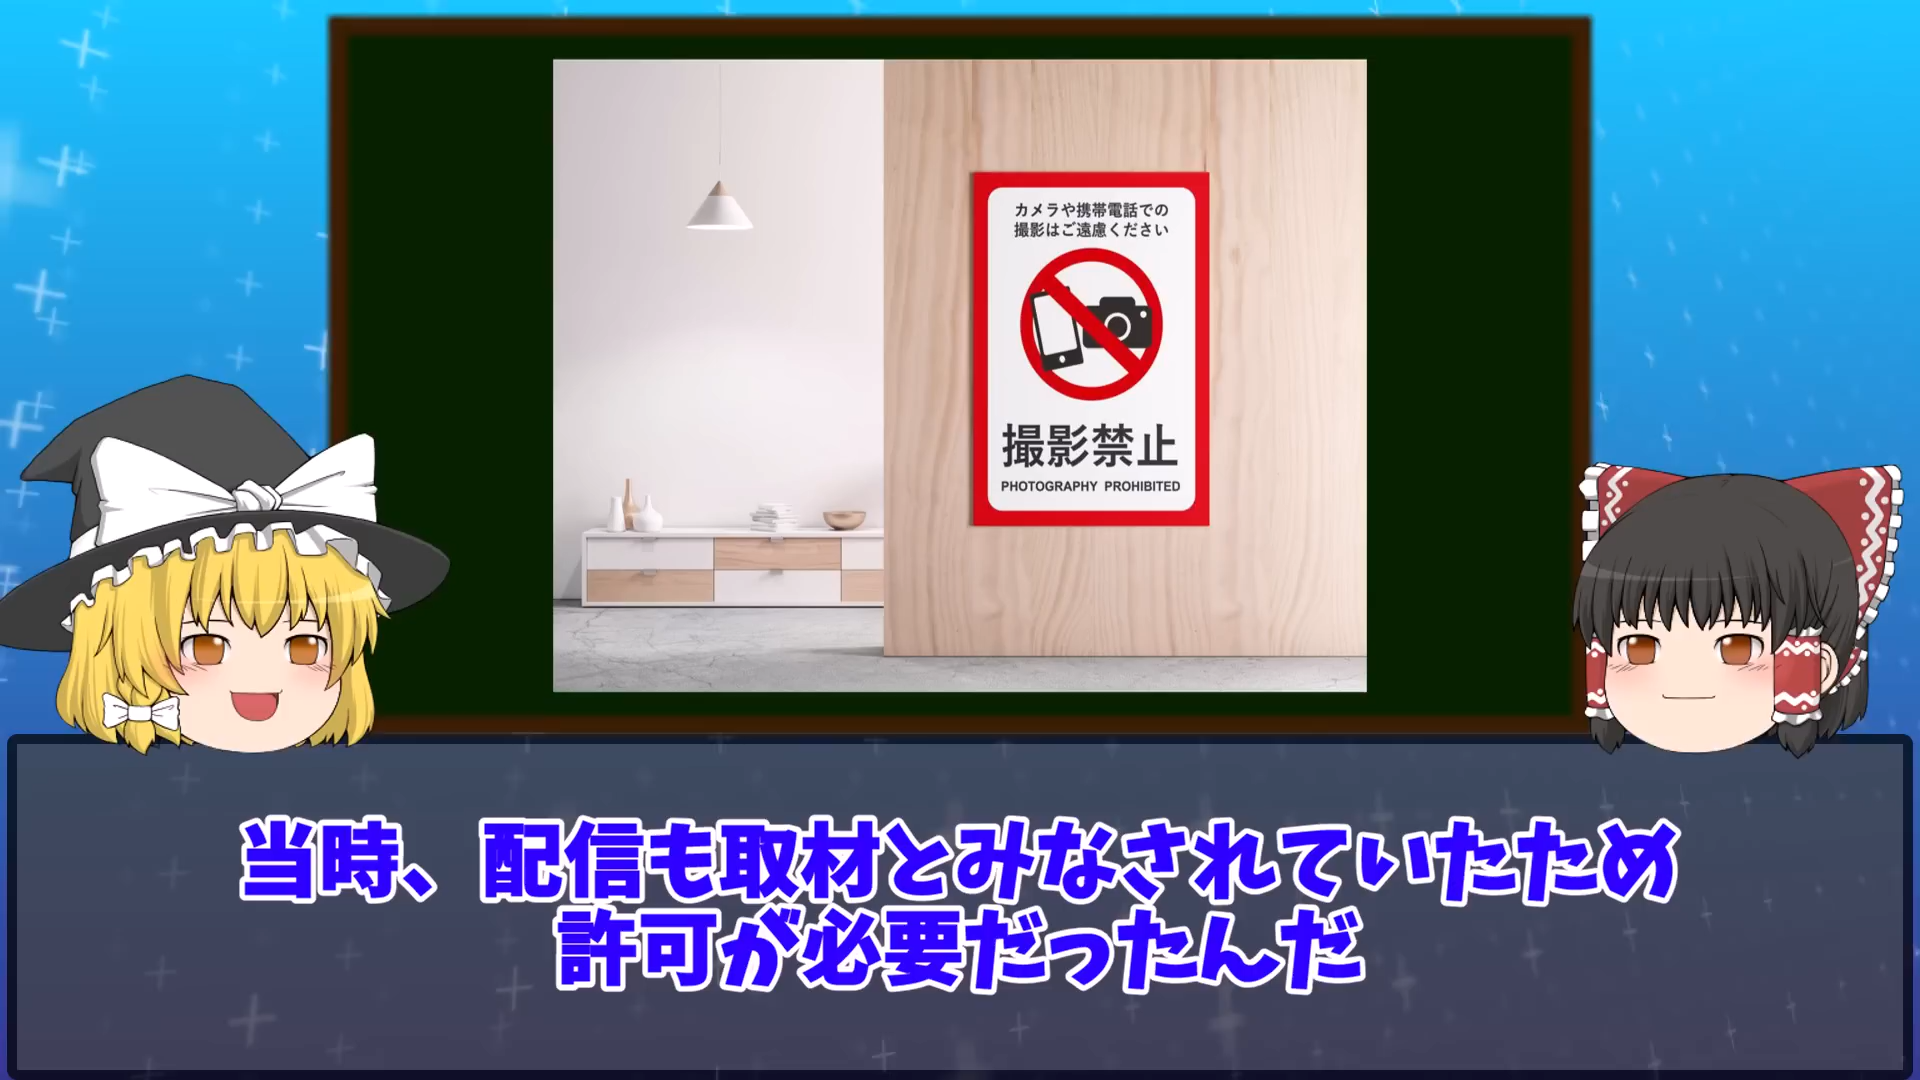 カメラや携帯電話での
撮影はご遠慮ください
撮影禁止
PHOTOGRAPHY PROHIBITED
当時、配信も取材とみなされていたため
許可が必要だったんだ